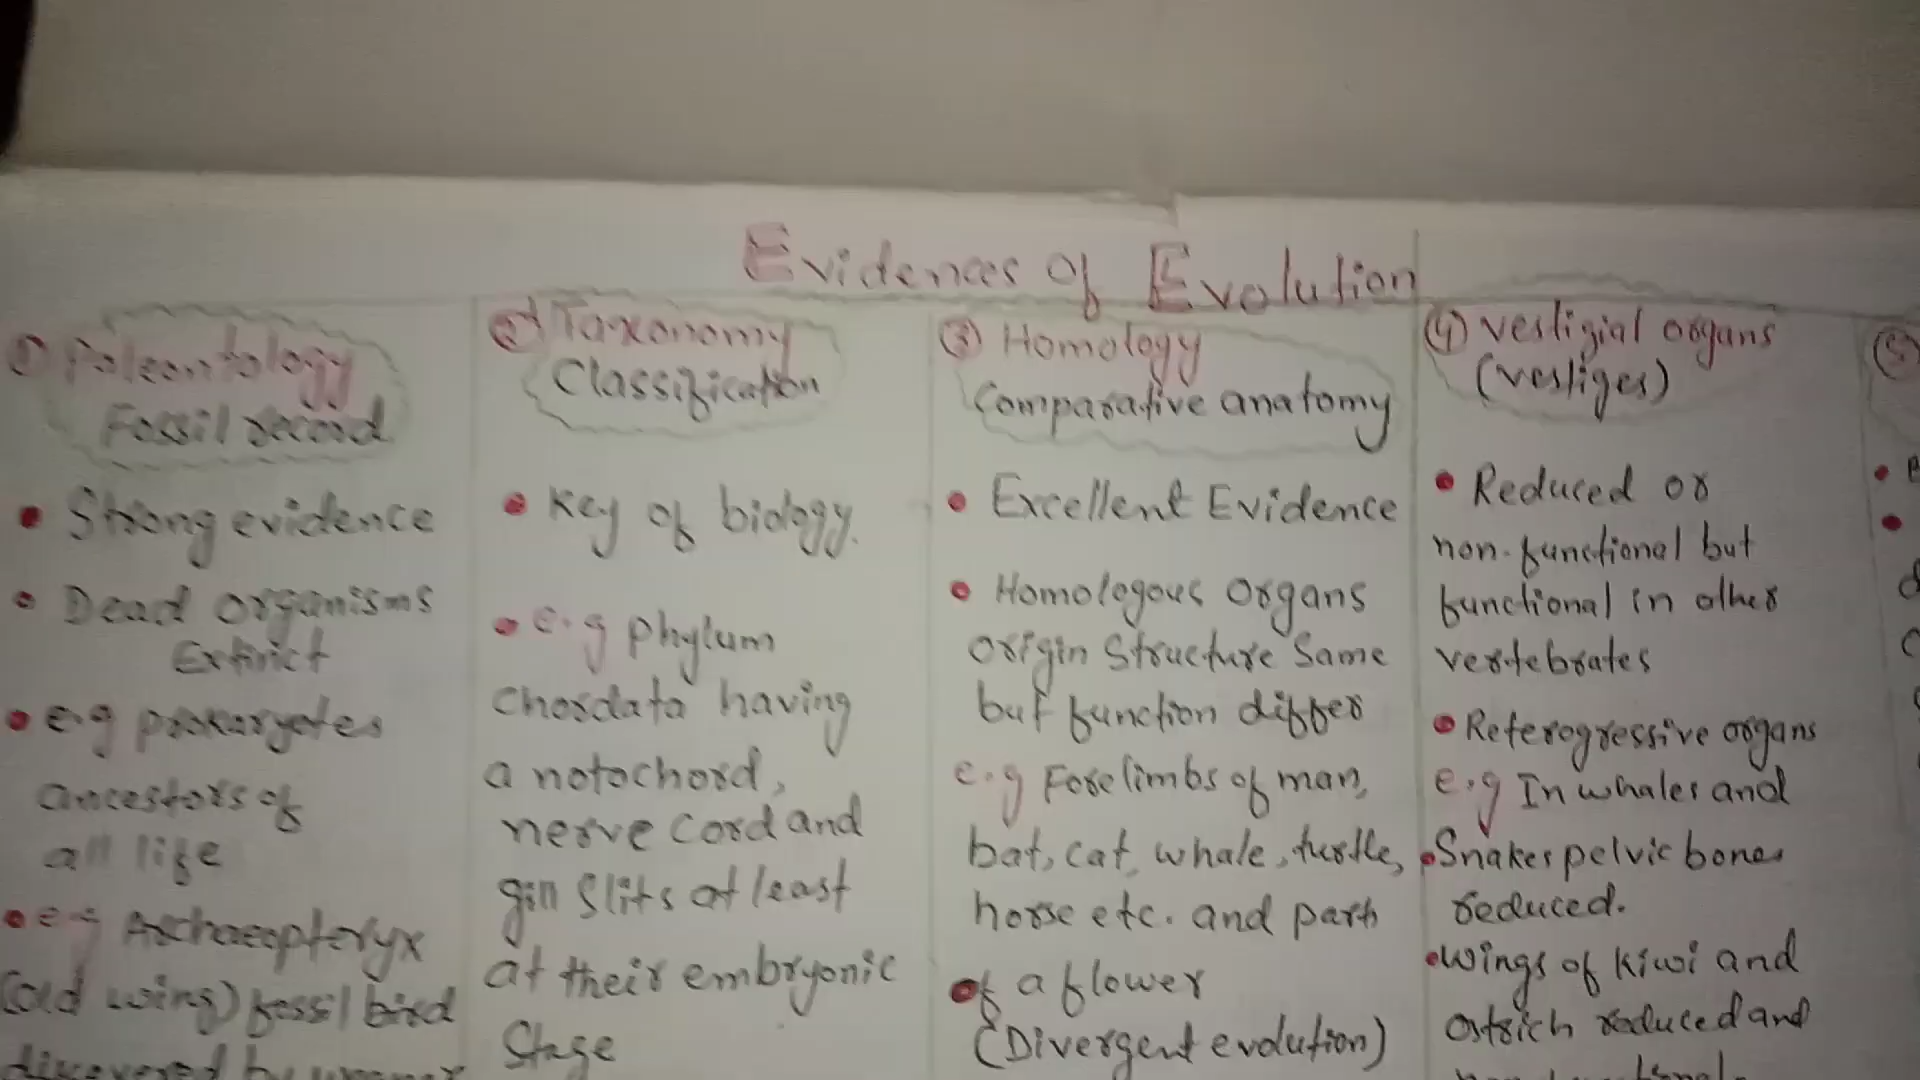 Evidences of Evolution
① Paleontology
Fossil record
• Strong evidence
• Dead organisms
Extinct
• e.g prokaryotes
ancestors of
all life
• e.g Archaeopteryx
(old wing) fossil bird
discovered by
② Taxonomy
Classification
• Key of biology.
• e.g phylum
chordata having
a notochord,
nerve cord and
gill slits at least
at their embryonic
Stage
③ Homology
Comparative anatomy
• Excellent Evidence
• Homologous Organs
Origin Structure Same
but function differ
e.g Forelimbs of man,
bat, cat, whale, turtle,
horse etc. and parts
of a flower
(Divergent evolution)
④ Vestigial organs
(vestiges)
• Reduced or
non-functional but
functional in other
vertebrates
• Reterogressive organs
e.g In whales and
• Snakes pelvic bones
reduced.
• Wings of kiwi and
Ostrich reduced and
⑤